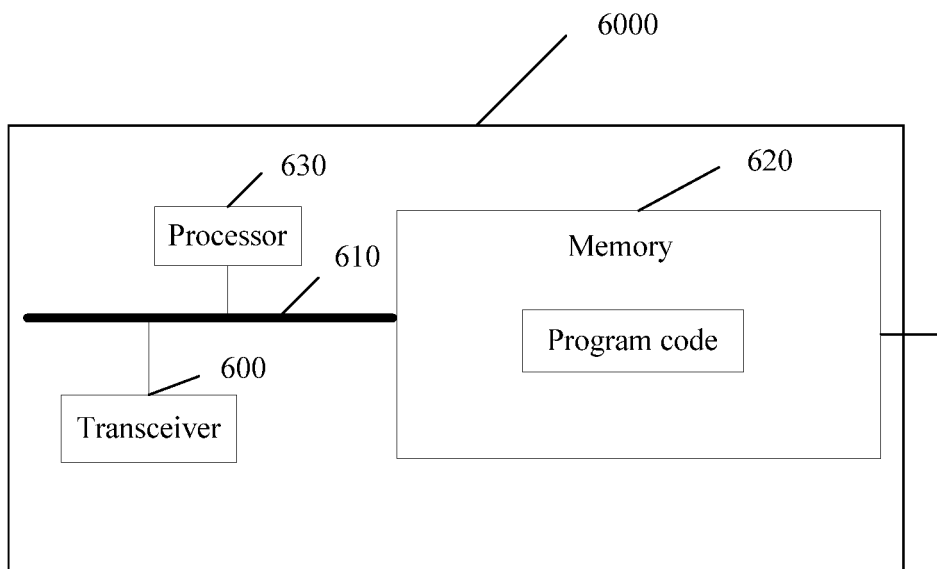 6000
630
620
Processor
Memory
610
Program code
600
Transceiver